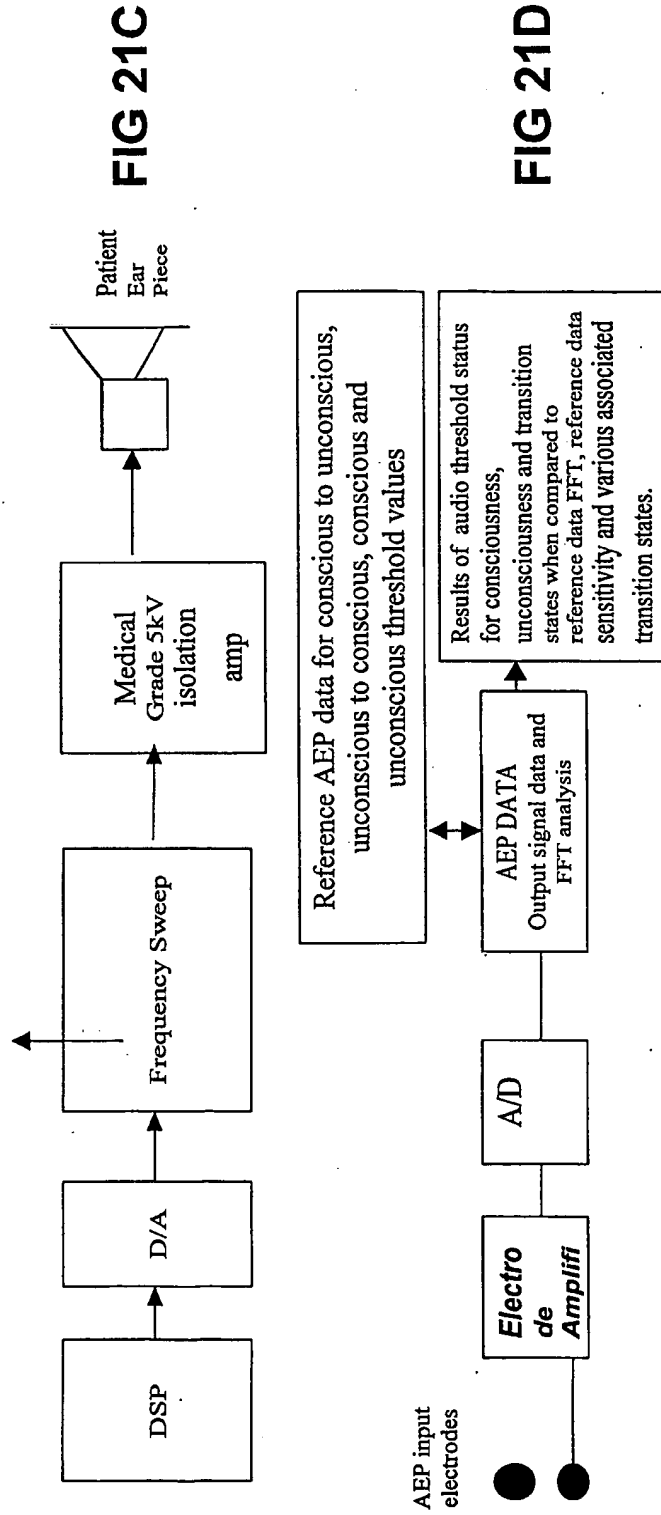 FIG 21C
DSP
D/A
Frequency Sweep
Medical
Grade 5kV
isolation
amp
Patient
Ear
Piece
FIG 21D
AEP input
electrodes
Electro
de
Amplifi
A/D
AEP DATA
Output signal data and
FFT analysis
Reference AEP data for conscious to unconscious,
unconscious to conscious, conscious and
unconscious threshold values
Results of audio threshold status
for consciousness,
unconsciousness and transition
states when compared to
reference data FFT, reference data
sensitivity and various associated
transition states.